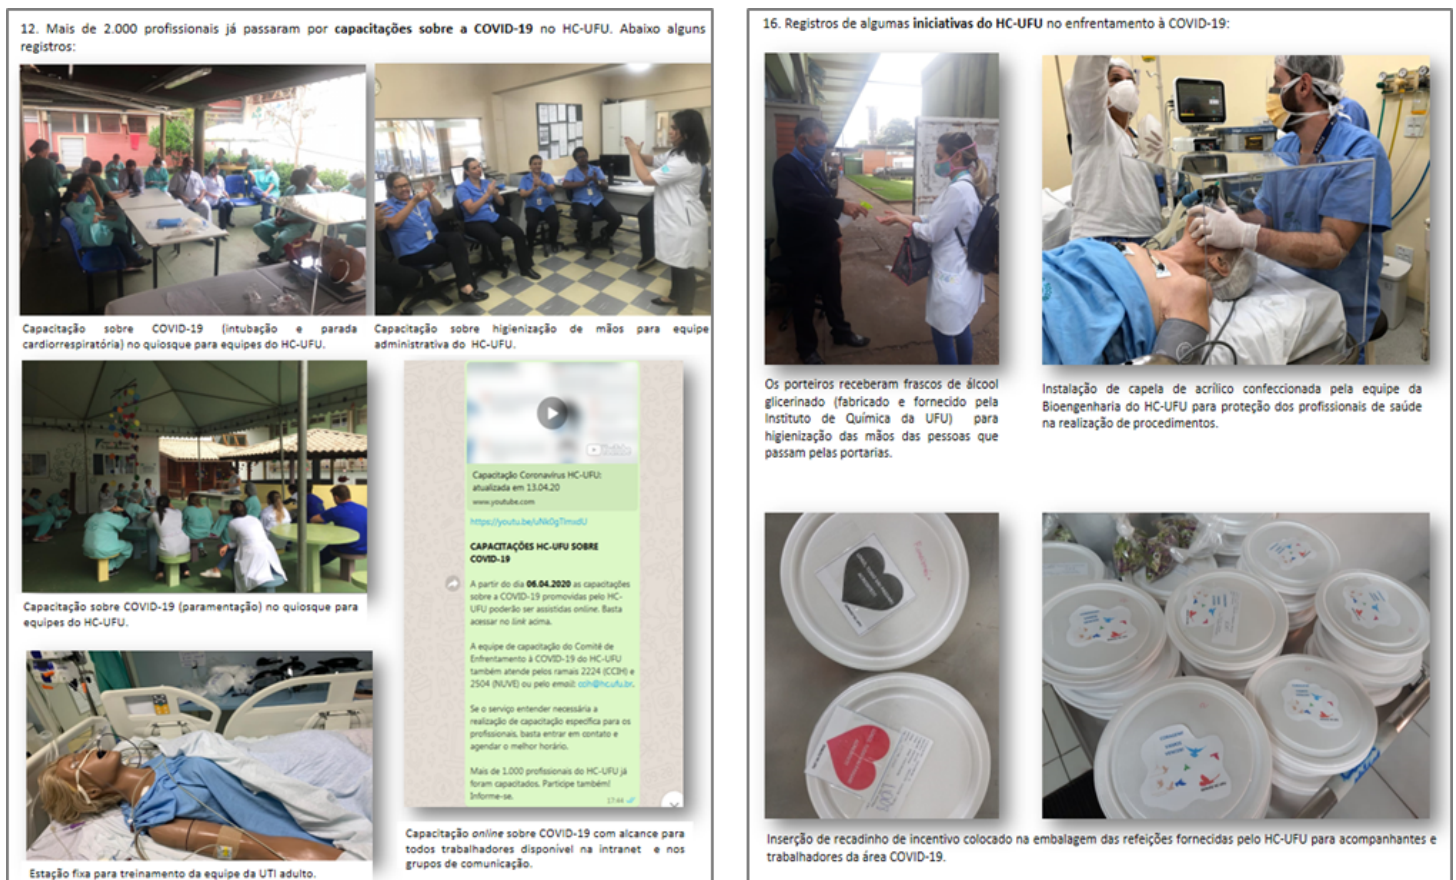 12. Mais de 2.000 profissionais já passaram por capacitações sobre a COVID-19 no HC-UFU. Abaixo alguns
registros:
Capacitação sobre COVID-19 (intubação e parada
cardiorrespiratória) no quiosque para equipes do HC-UFU.
Capacitação sobre higienização de mãos para equipe
administrativa do HC-UFU.
Capacitação sobre COVID-19 (paramentação) no quiosque para
equipes do HC-UFU.
Estação fixa para treinamento da equipe da UTI adulto.
YouTube
Capacitação Coronavírus HC-UFU:
atualizada em 13.04.20
www.youtube.com
CAPACITAÇÕES HC-UFU SOBRE
COVID-19
A partir do dia 06.04.2020 as capacitações
sobre a COVID-19 promovidas pelo HC-
UFU poderão ser assistidas online. Basta
acessar no link acima.
A equipe de capacitação do Comitê de
Enfrentamento à COVID-19 do HC-UFU
também atende pelos ramais 2224 (CCIH) e
2504 (NUVE) ou pelo email: ccih@hc.ufu.br.
Se o serviço entender necessária a
realização de capacitação específica para os
profissionais, basta entrar em contato e
agendar o melhor horário.
Mais de 1.000 profissionais do HC-UFU já
foram capacitados. Participe também!
Informe-se.
17:44
Capacitação online sobre COVID-19 com alcance para
todos trabalhadores disponível na intranet e nos
grupos de comunicação.
16. Registros de algumas iniciativas do HC-UFU no enfrentamento à COVID-19:
Os porteiros receberam frascos de álcool
glicerinado (fabricado e fornecido pela
Instituto de Química da UFU) para
higienização das mãos das pessoas que
passam pelas portarias.
Instalação de capela de acrílico confeccionada pela equipe da
Bioengenharia do HC-UFU para proteção dos profissionais de saúde
na realização de procedimentos.
Inserção de recadinho de incentivo colocado na embalagem das refeições fornecidas pelo HC-UFU para acompanhantes e
trabalhadores da área COVID-19.